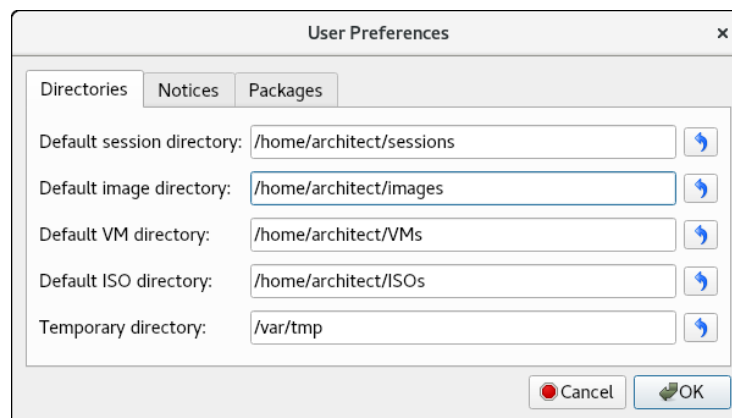 User Preferences
Directories Notices Packages
Default session directory: /home/architect/sessions
Default image directory: /home/architect/images
Default VM directory: /home/architect/VMs
Default ISO directory: /home/architect/ISOs
Temporary directory: /var/tmp
Cancel OK